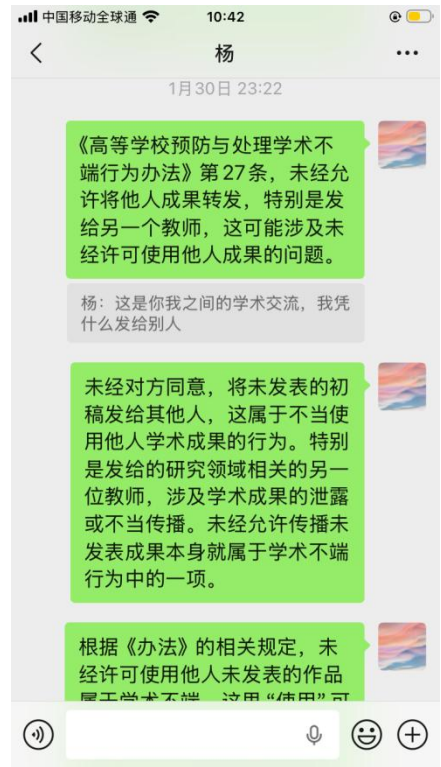 中国移动全球通 10:42
杨
1月30日 23:22
《高等学校预防与处理学术不
端行为办法》第27条，未经允
许将他人成果转发，特别是发
给另一个教师，这可能涉及未
经许可使用他人成果的问题。
杨：这是你我之间的学术交流，我凭
什么发给别人
未经对方同意，将未发表的初
稿发给其他人，这属于不当使
用他人学术成果的行为。特别
是发给的研究领域相关的另一
位教师，涉及学术成果的泄露
或不当传播。未经允许传播未
发表成果本身就属于学术不端
行为中的一项。
根据《办法》的相关规定，未
经许可使用他人未发表的作品
属于学术不端，这里“使用”可